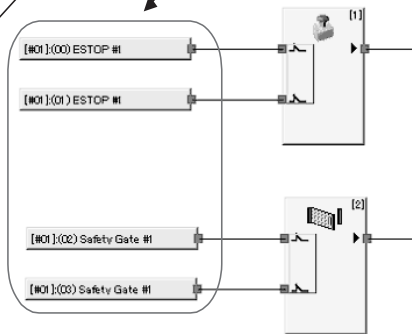 [1]
[#01]:(00) ESTOP #1
[#01]:(01) ESTOP #1
[2]
[#01]:(02) Safety Gate #1
[#01]:(03) Safety Gate #1